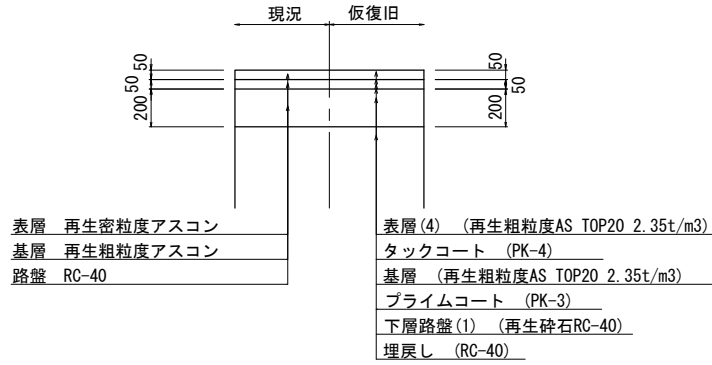 現況 仮復旧
50 50
50 50
200 200
表層 再生密粒度アスコン
基層 再生粗粒度アスコン
路盤 RC-40
表層(4) (再生粗粒度AS TOP20 2.35t/m3)
タックコート (PK-4)
基層 (再生粗粒度AS TOP20 2.35t/m3)
プライムコート (PK-3)
下層路盤(1) (再生砕石RC-40)
埋戻し (RC-40)